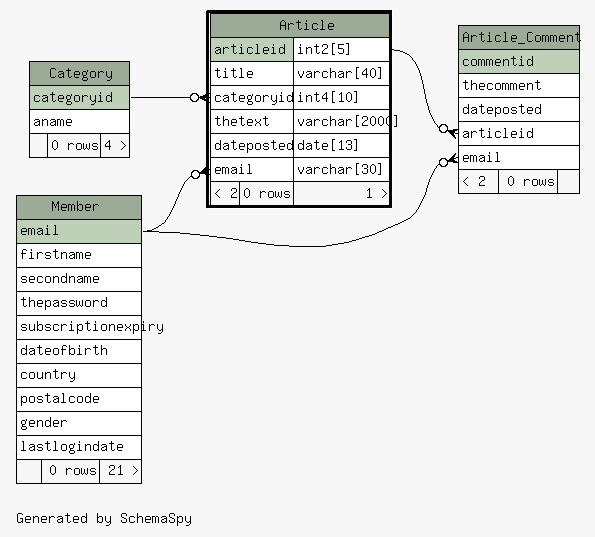 Article
articleid int2[5]
title varchar[40]
categoryid int4[10]
thetext varchar[2000]
dateposted date[13]
email varchar[30]
< 2 0 rows 1 >
Article_Comment
commentid
thecomment
dateposted
articleid
email
< 2 0 rows
Category
categoryid
aname
0 rows 4 >
Member
email
firstname
secondname
thepassword
subscriptionexpiry
dateofbirth
country
postalcode
gender
lastlogindate
0 rows 21 >
Generated by SchemaSpy